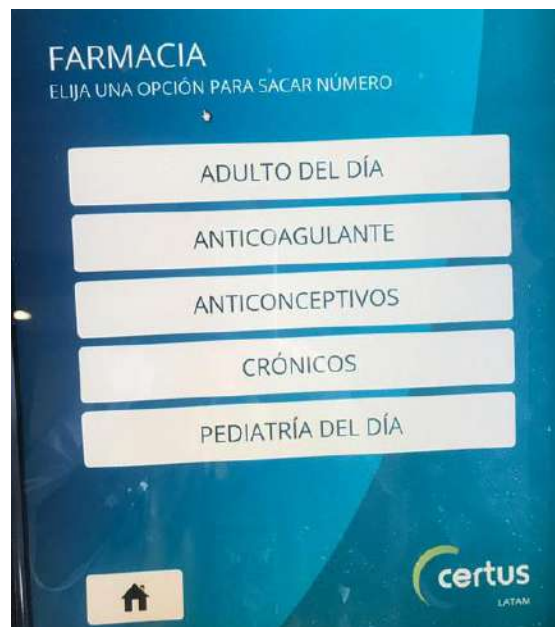 FARMACIA
ELIJA UNA OPCIÓN PARA SACAR NÚMERO
ADULTO DEL DÍA
ANTICOAGULANTE
ANTICONCEPTIVOS
CRÓNICOS
PEDIATRÍA DEL DÍA
certus
LATAM